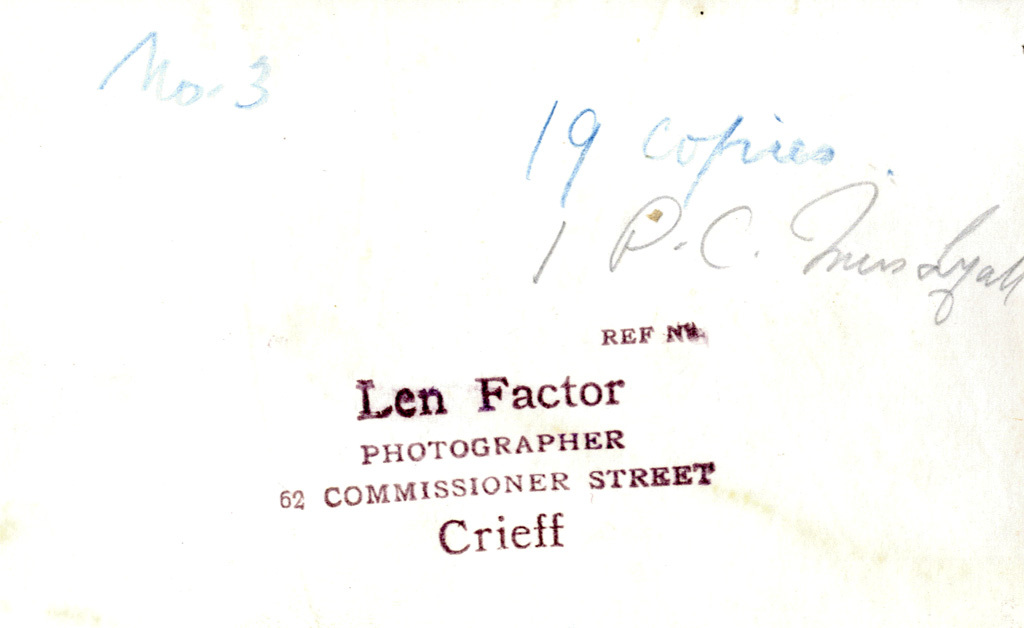 No. 3
19 copies.
1 P.C. Miss Lyall
REF No.
Len Factor
PHOTOGRAPHER
62 COMMISSIONER STREET
Crieff